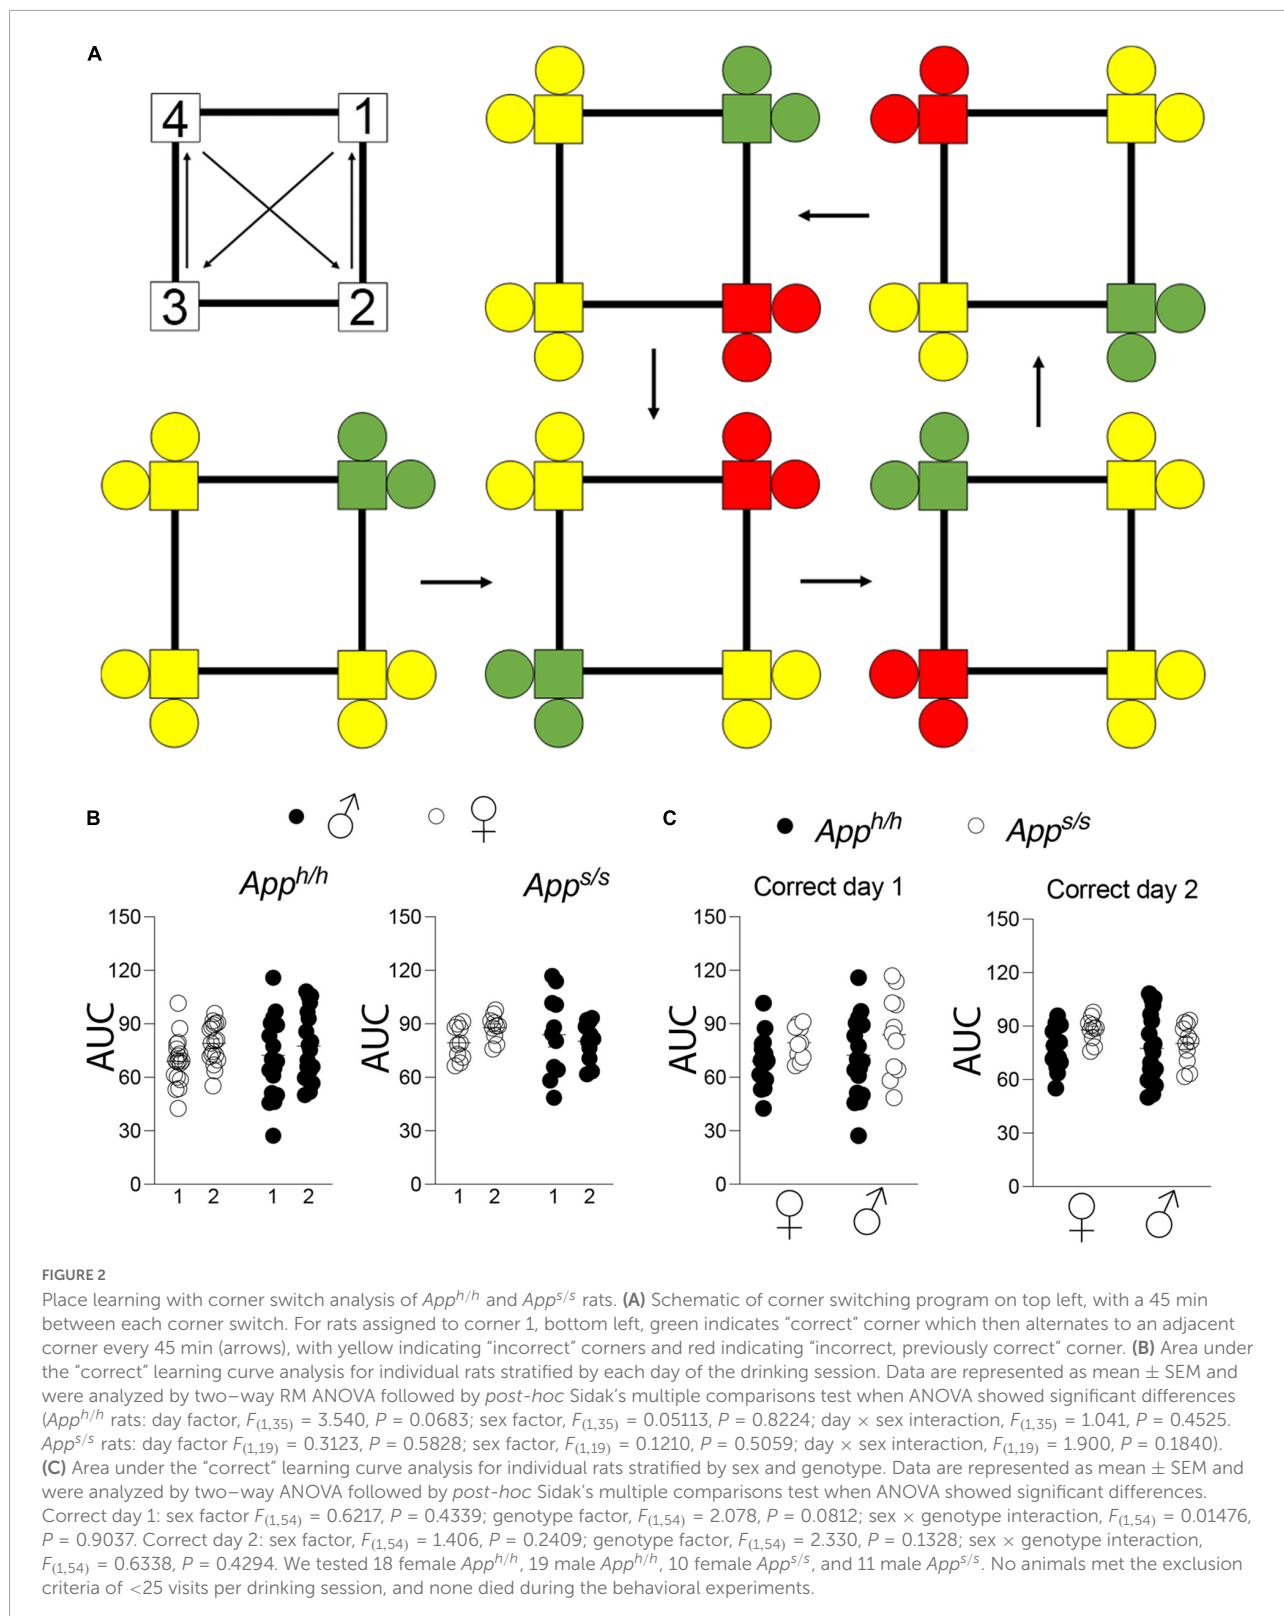 A
4 1
3 2
B ♂ ♀
App^h/h App^s/s
AUC
150
120
90
60
30
0
1 2 1 2
AUC
150
120
90
60
30
0
1 2 1 2
C App^h/h App^s/s
Correct day 1 Correct day 2
AUC
150
120
90
60
30
0
♀ ♂
AUC
150
120
90
60
30
0
♀ ♂
FIGURE 2
Place learning with corner switch analysis of App^h/h and App^s/s rats. (A) Schematic of corner switching program on top left, with a 45 min
between each corner switch. For rats assigned to corner 1, bottom left, green indicates “correct” corner which then alternates to an adjacent
corner every 45 min (arrows), with yellow indicating “incorrect” corners and red indicating “incorrect, previously correct” corner. (B) Area under
the “correct” learning curve analysis for individual rats stratified by each day of the drinking session. Data are represented as mean ± SEM and
were analyzed by two–way RM ANOVA followed by post-hoc Sidak’s multiple comparisons test when ANOVA showed significant differences
(App^h/h rats: day factor, F(1,35) = 3.540, P = 0.0683; sex factor, F(1,35) = 0.05113, P = 0.8224; day × sex interaction, F(1,35) = 1.041, P = 0.4525.
App^s/s rats: day factor F(1,19) = 0.3123, P = 0.5828; sex factor, F(1,19) = 0.1210, P = 0.5059; day × sex interaction, F(1,19) = 1.900, P = 0.1840).
(C) Area under the “correct” learning curve analysis for individual rats stratified by sex and genotype. Data are represented as mean ± SEM and
were analyzed by two–way ANOVA followed by post-hoc Sidak’s multiple comparisons test when ANOVA showed significant differences.
Correct day 1: sex factor F(1,54) = 0.6217, P = 0.4339; genotype factor, F(1,54) = 2.078, P = 0.0812; sex × genotype interaction, F(1,54) = 0.01476,
P = 0.9037. Correct day 2: sex factor, F(1,54) = 1.406, P = 0.2409; genotype factor, F(1,54) = 2.330, P = 0.1328; sex × genotype interaction,
F(1,54) = 0.6338, P = 0.4294. We tested 18 female App^h/h, 19 male App^h/h, 10 female App^s/s, and 11 male App^s/s. No animals met the exclusion
criteria of <25 visits per drinking session, and none died during the behavioral experiments.